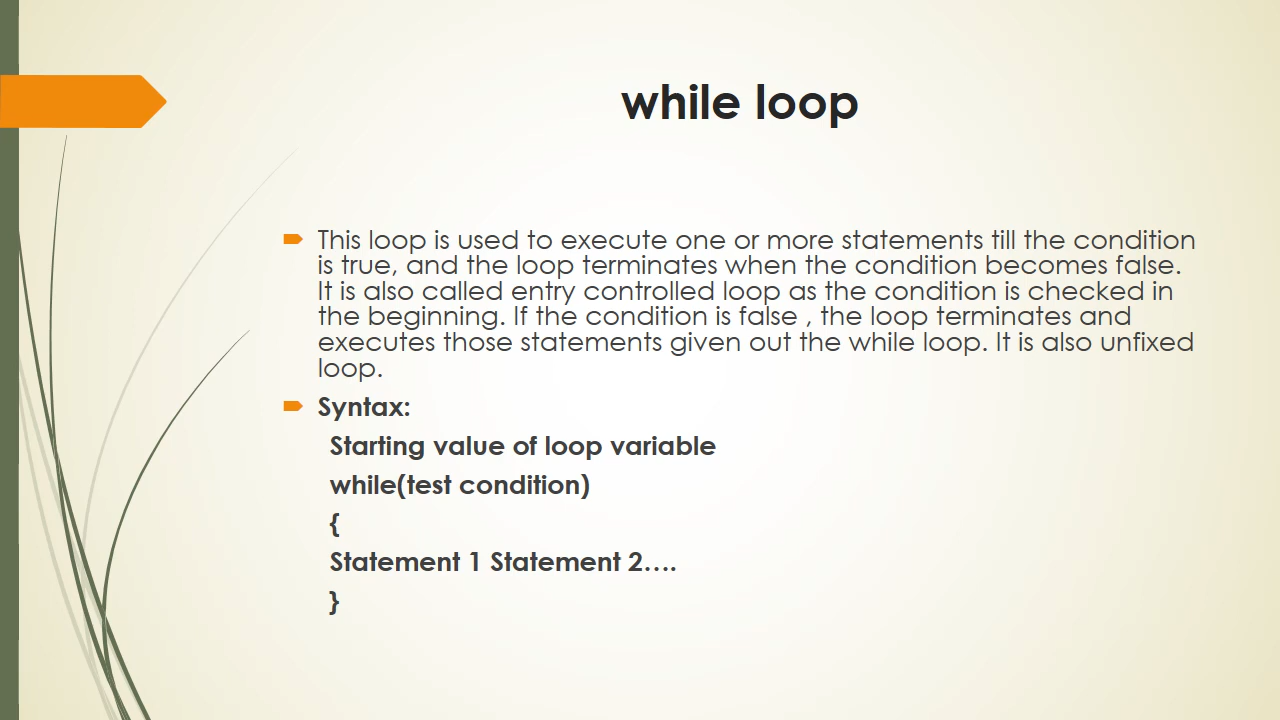 while loop
This loop is used to execute one or more statements till the condition
is true, and the loop terminates when the condition becomes false.
It is also called entry controlled loop as the condition is checked in
the beginning. If the condition is false , the loop terminates and
executes those statements given out the while loop. It is also unfixed
loop.
Syntax:
Starting value of loop variable
while(test condition)
{
Statement 1 Statement 2….
}